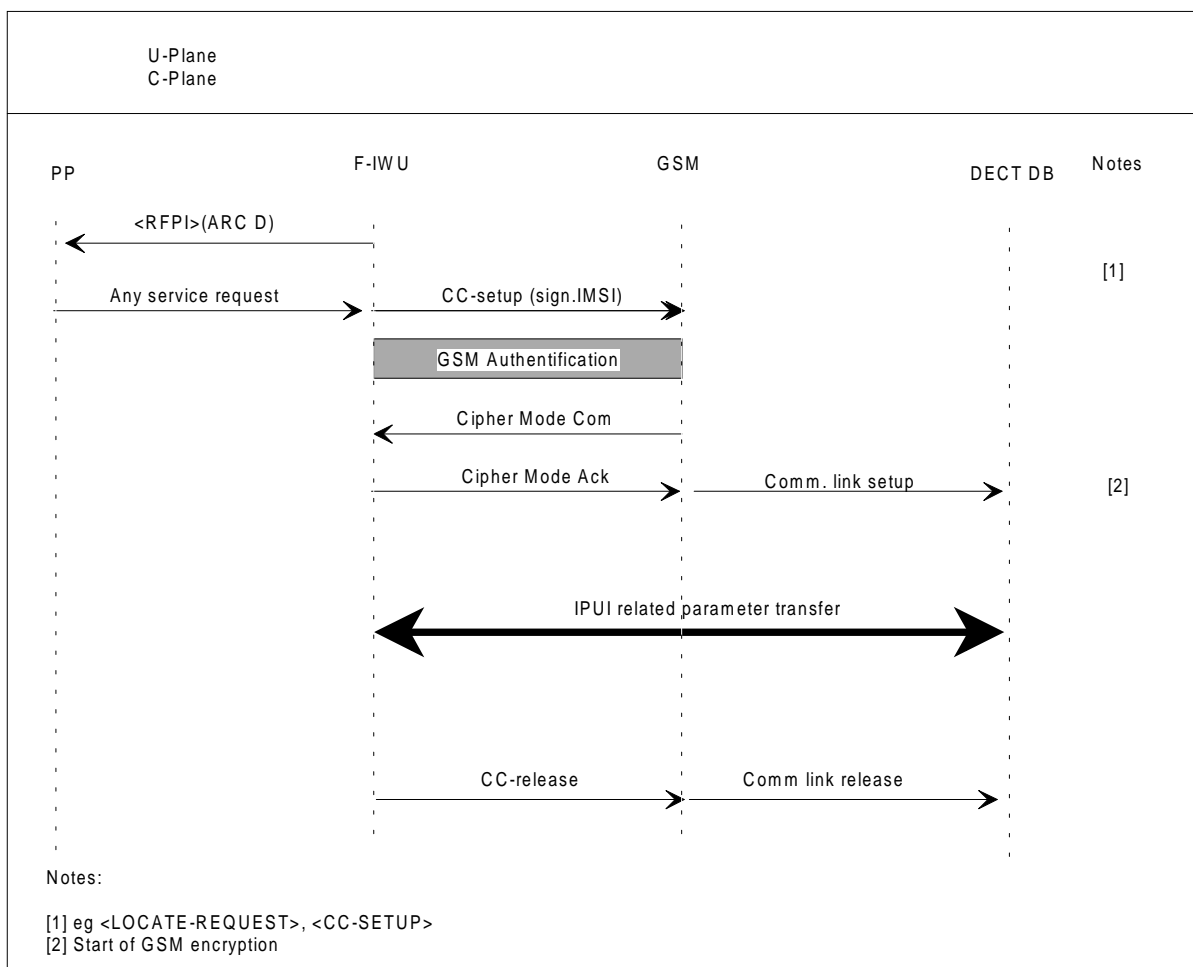 U-Plane
C-Plane
PP
F-IWU
GSM
DECT DB
Notes
<RFPI>(ARC D)
[1]
Any service request
CC-setup (sign.IMSI)
GSM Authentification
Cipher Mode Com
Cipher Mode Ack
Comm. link setup
[2]
IPUI related parameter transfer
CC-release
Comm link release
Notes:
[1] eg <LOCATE-REQUEST>, <CC-SETUP>
[2] Start of GSM encryption